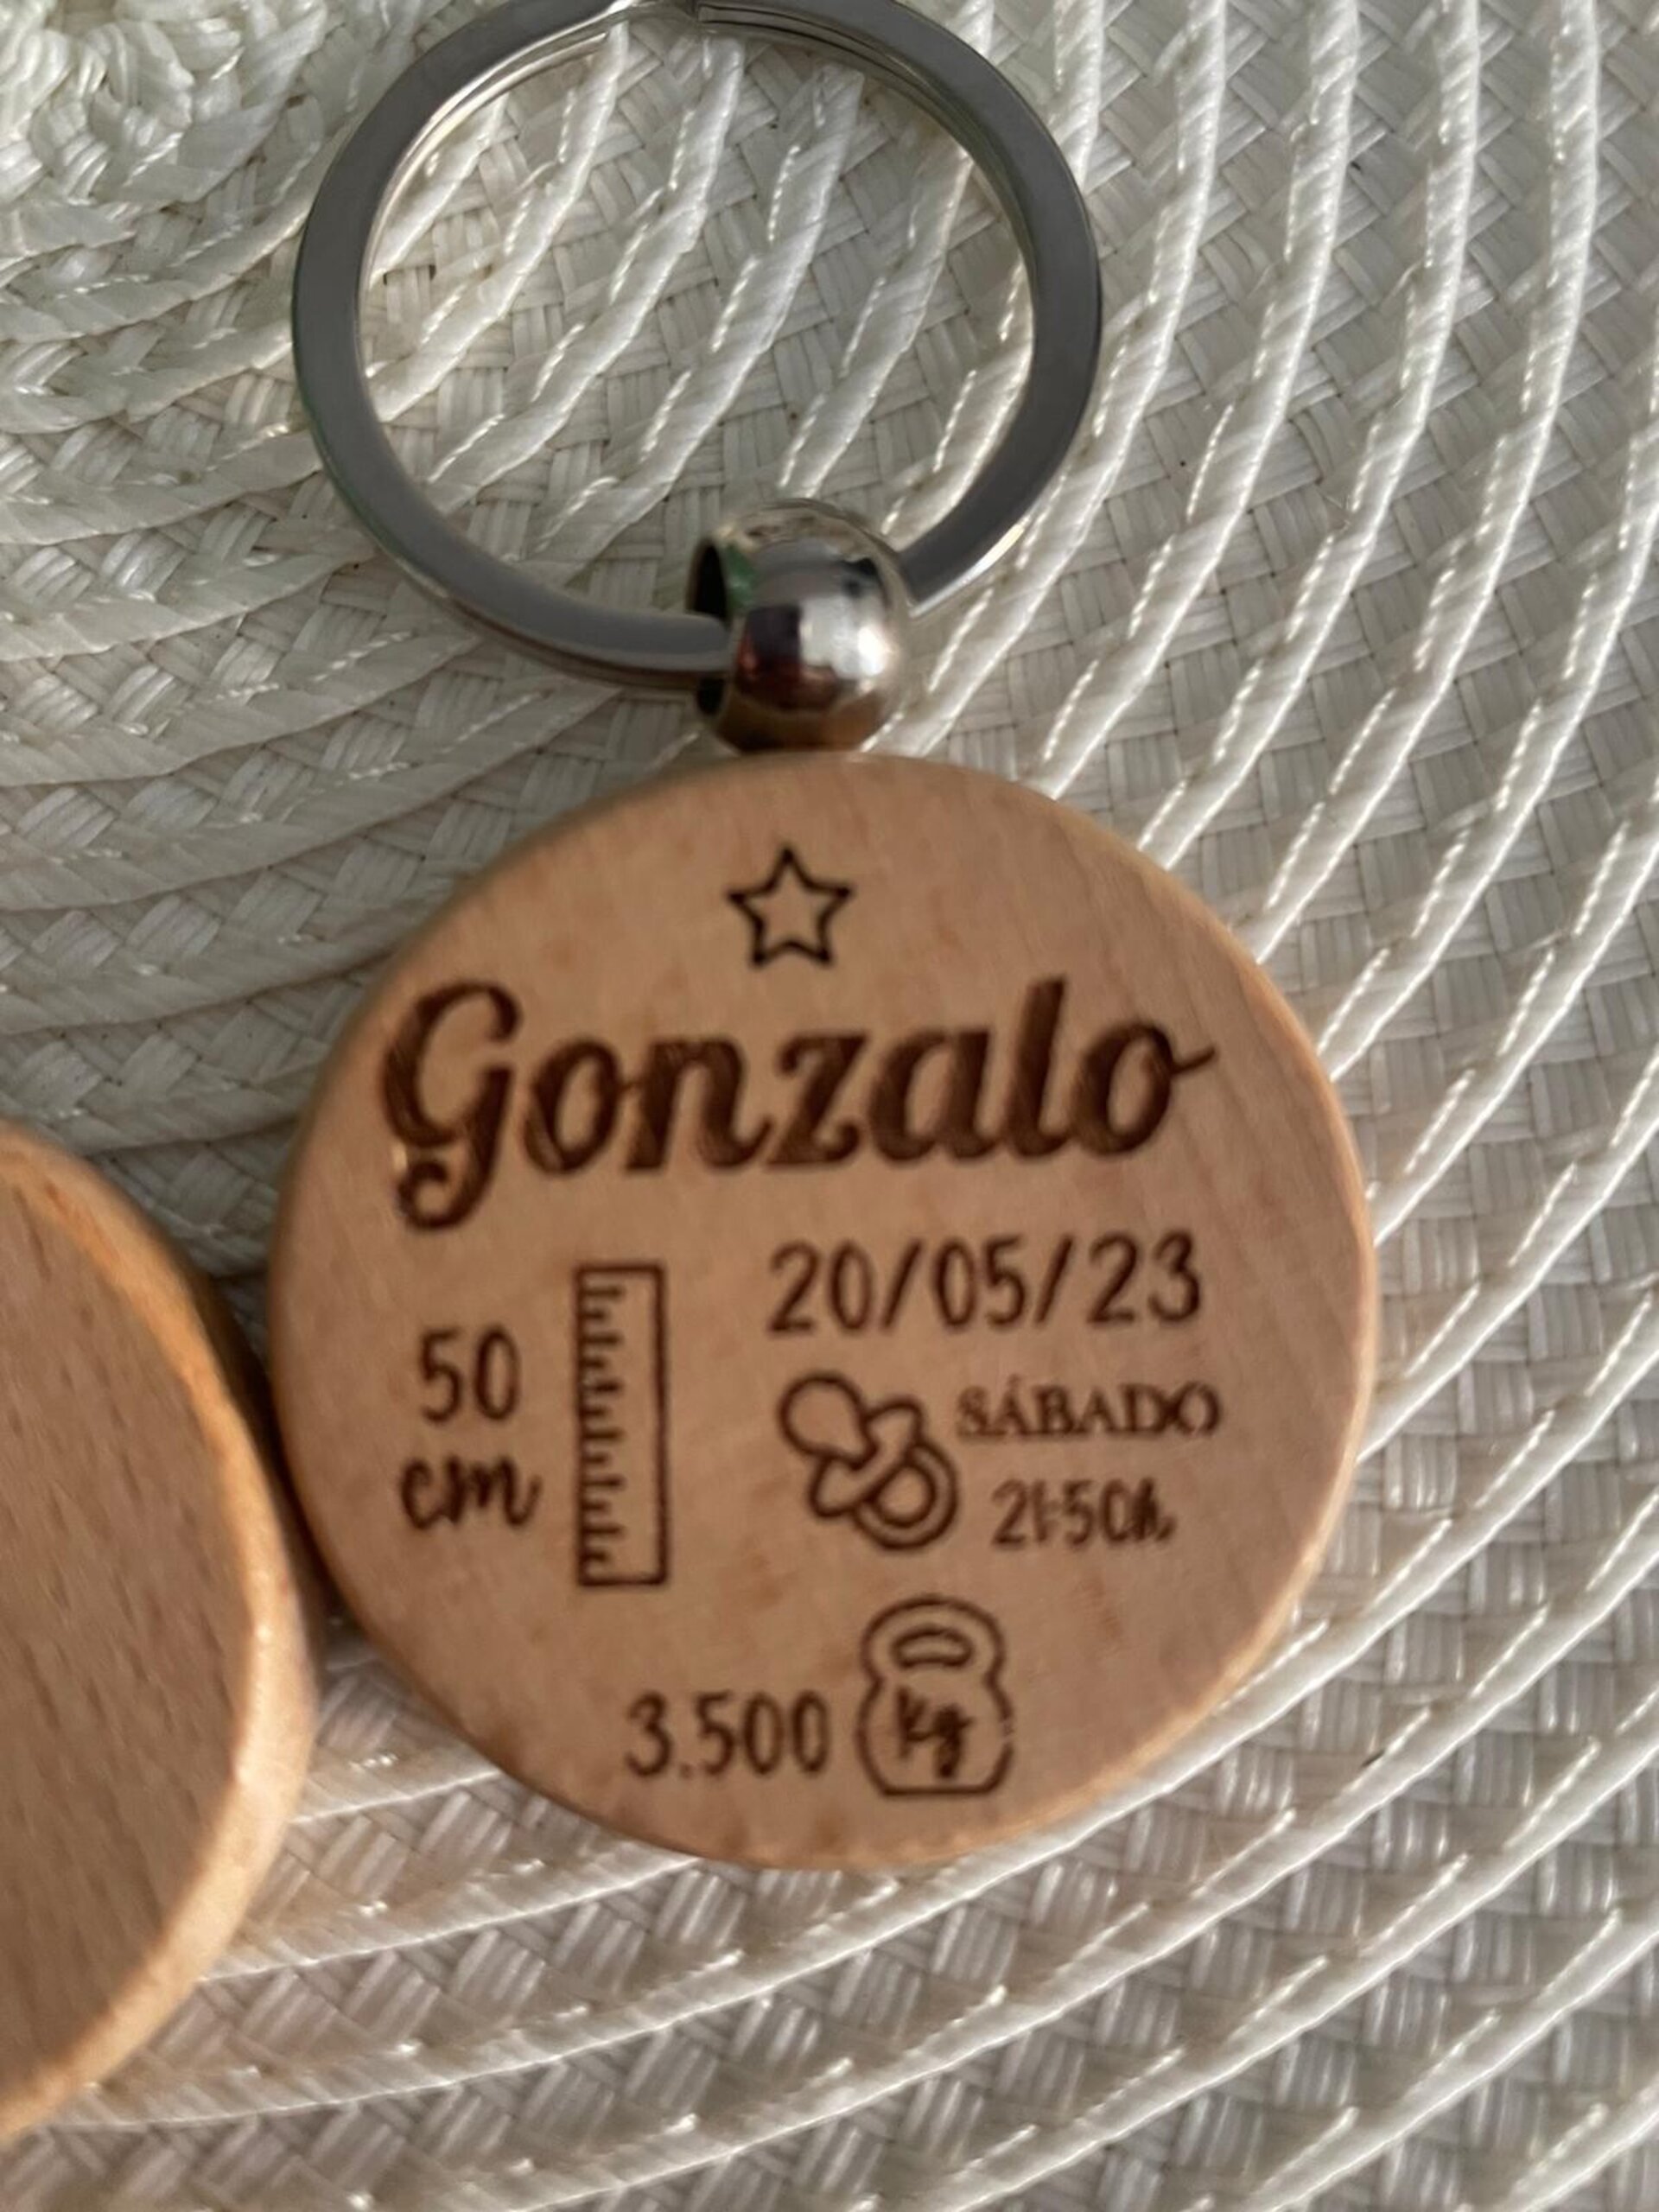 Gonzalo
20/05/23
50
cm
SÁBADO
21:50h
3.500 kg